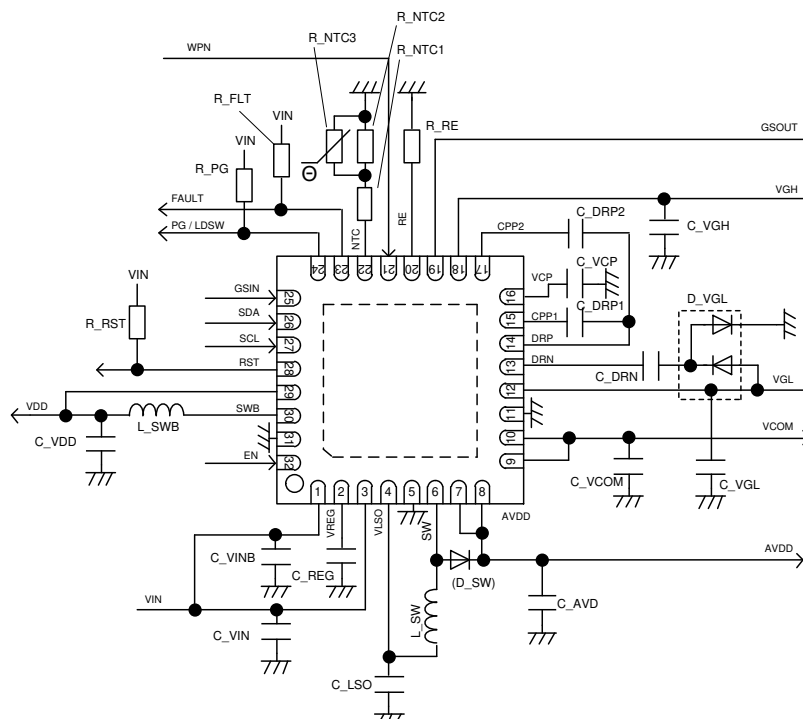 R_NTC2
R_NTC3
R_NTC1
WPN
R_FLT
VIN
R_RE
GSOUT
VIN
R_PG
Θ
FAULT
VGH
C_DRP2
PG / LDSW
NTC
RE
CPP2
C_VGH
24 23 22 21 20 19 18 17
VIN
GSIN
25
16
VCP
C_VCP
D_VGL
R_RST
SDA
26
15
CPP1
C_DRP1
SCL
27
14
DRP
RST
28
13
DRN
C_DRN
29
12
VGL
VDD
SWB
30
11
L_SWB
C_VDD
31
10
VCOM
EN
32
9
C_VCOM
C_VGL
1 2 3 4 5 6 7 8
VREG
VLSO
SW
AVDD
C_VINB
C_REG
(D_SW)
AVDD
VIN
C_AVD
C_VIN
L_SW
C_LSO